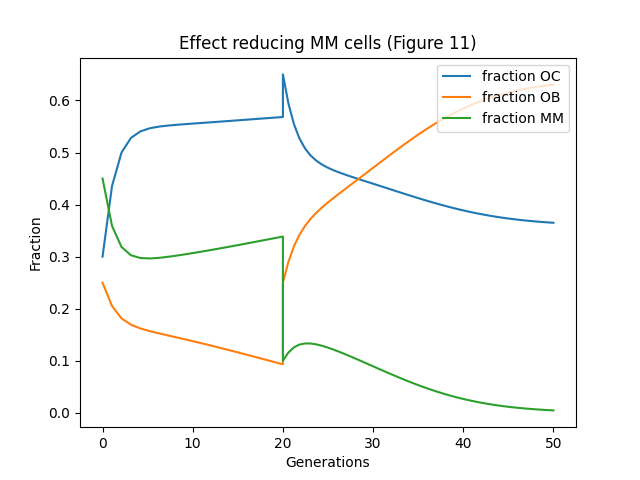 Effect reducing MM cells (Figure 11)
fraction OC
fraction OB
fraction MM
Fraction
0.6
0.5
0.4
0.3
0.2
0.1
0.0
0 10 20 30 40 50
Generations